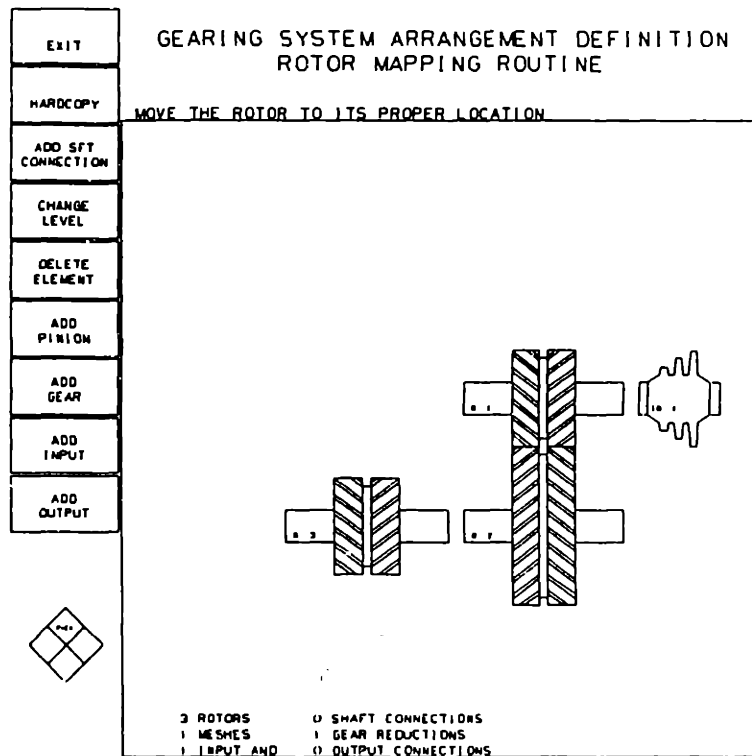 GEARING SYSTEM ARRANGEMENT DEFINITION
ROTOR MAPPING ROUTINE
MOVE THE ROTOR TO ITS PROPER LOCATION
EXIT
HARDCOPY
ADD SFT
CONNECTION
CHANGE
LEVEL
DELETE
ELEMENT
ADD
PINION
ADD
GEAR
ADD
INPUT
ADD
OUTPUT
1
3
3 ROTORS 0 SHAFT CONNECTIONS
1 MESHES 1 GEAR REDUCTIONS
1 INPUT AND 0 OUTPUT CONNECTIONS